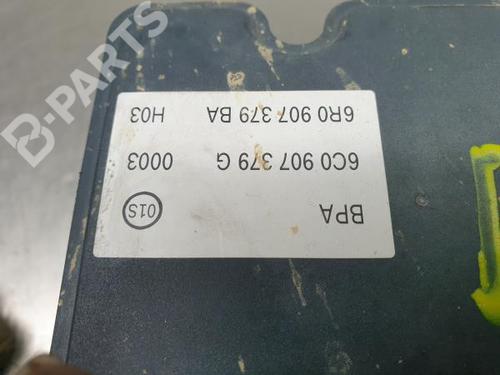 BPA 01S
6C0 907 379 G 0003
6R0 907 379 BA H03
B-PARTS